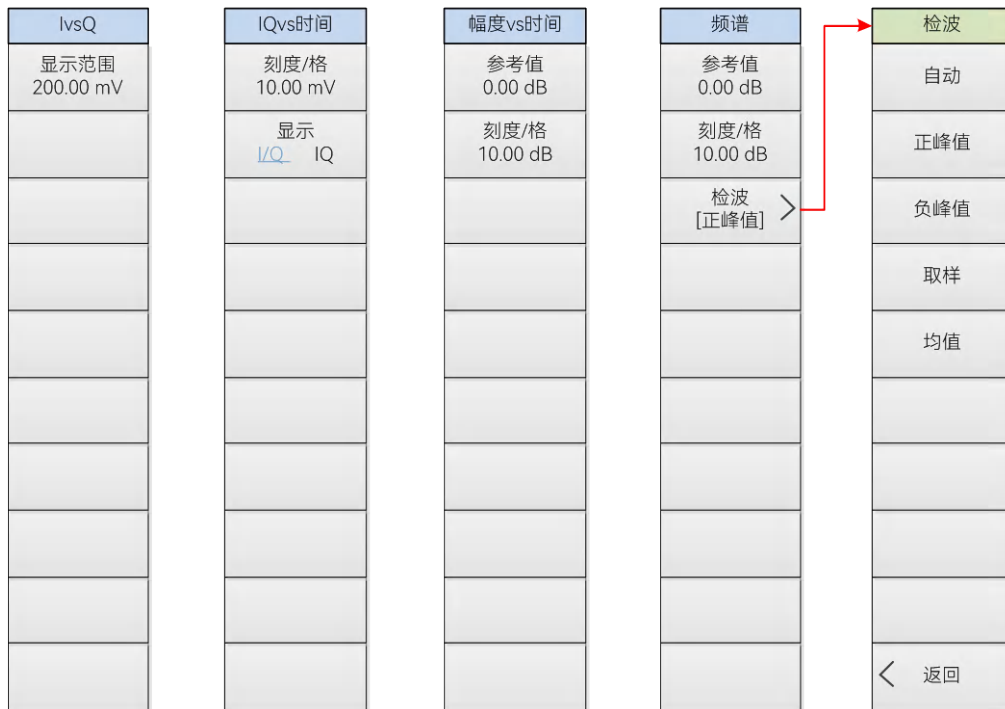 IvsQ
显示范围
200.00 mV
IQvs时间
刻度/格
10.00 mV
显示
I/Q IQ
幅度vs时间
参考值
0.00 dB
刻度/格
10.00 dB
频谱
参考值
0.00 dB
刻度/格
10.00 dB
检波
[正峰值]
检波
自动
正峰值
负峰值
取样
均值
返回